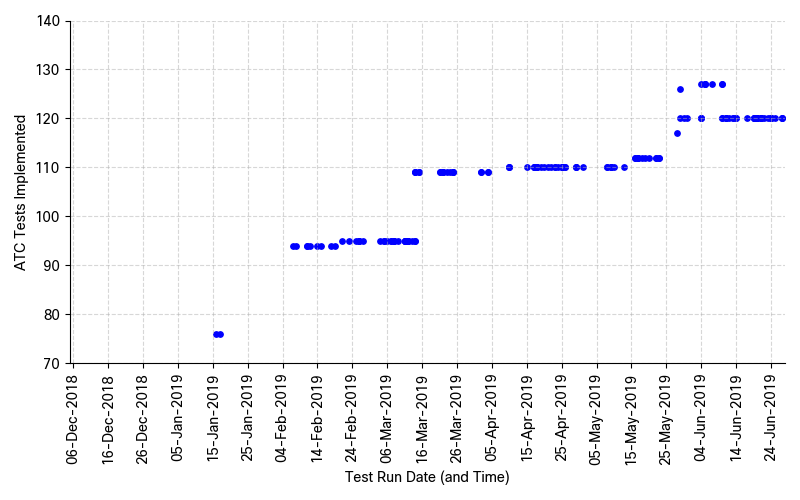 140
130
120
110
100
90
80
70
ATC Tests Implemented
06-Dec-2018
16-Dec-2018
26-Dec-2018
05-Jan-2019
15-Jan-2019
25-Jan-2019
04-Feb-2019
14-Feb-2019
24-Feb-2019
06-Mar-2019
16-Mar-2019
26-Mar-2019
05-Apr-2019
15-Apr-2019
25-Apr-2019
05-May-2019
15-May-2019
25-May-2019
04-Jun-2019
14-Jun-2019
24-Jun-2019
Test Run Date (and Time)